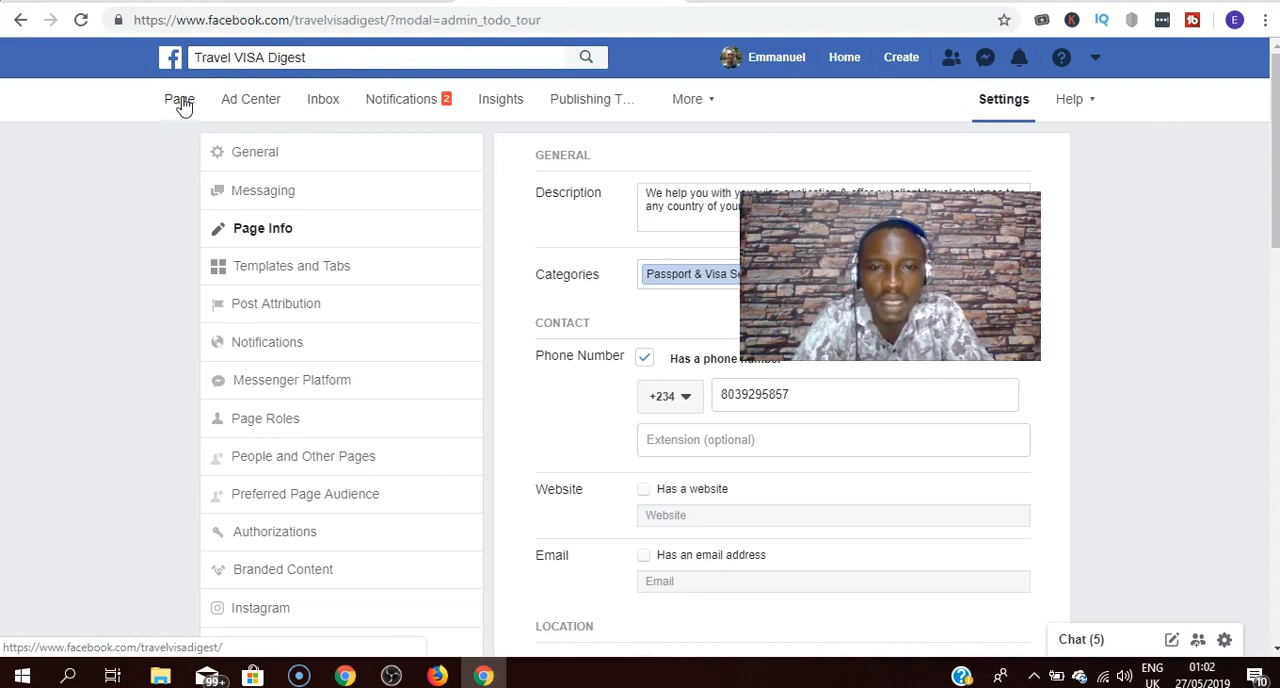 https://www.facebook.com/travelvisadigest/?modal=admin_todo_tour
Travel VISA Digest
Emmanuel
Home
Create
Page
Ad Center
Inbox
Notifications 2
Insights
Publishing T...
More
Settings
Help
General
Messaging
Page Info
Templates and Tabs
Post Attribution
Notifications
Messenger Platform
Page Roles
People and Other Pages
Preferred Page Audience
Authorizations
Branded Content
Instagram
GENERAL
Description
We help you with
any country of your
Categories
Passport & Visa
CONTACT
Phone Number
Has a phone
+234
8039295857
Extension (optional)
Website
Has a website
Website
Email
Has an email address
Email
LOCATION
Chat (5)
https://www.facebook.com/travelvisadigest/
99+
ENG
UK
01:02
27/05/2019
10